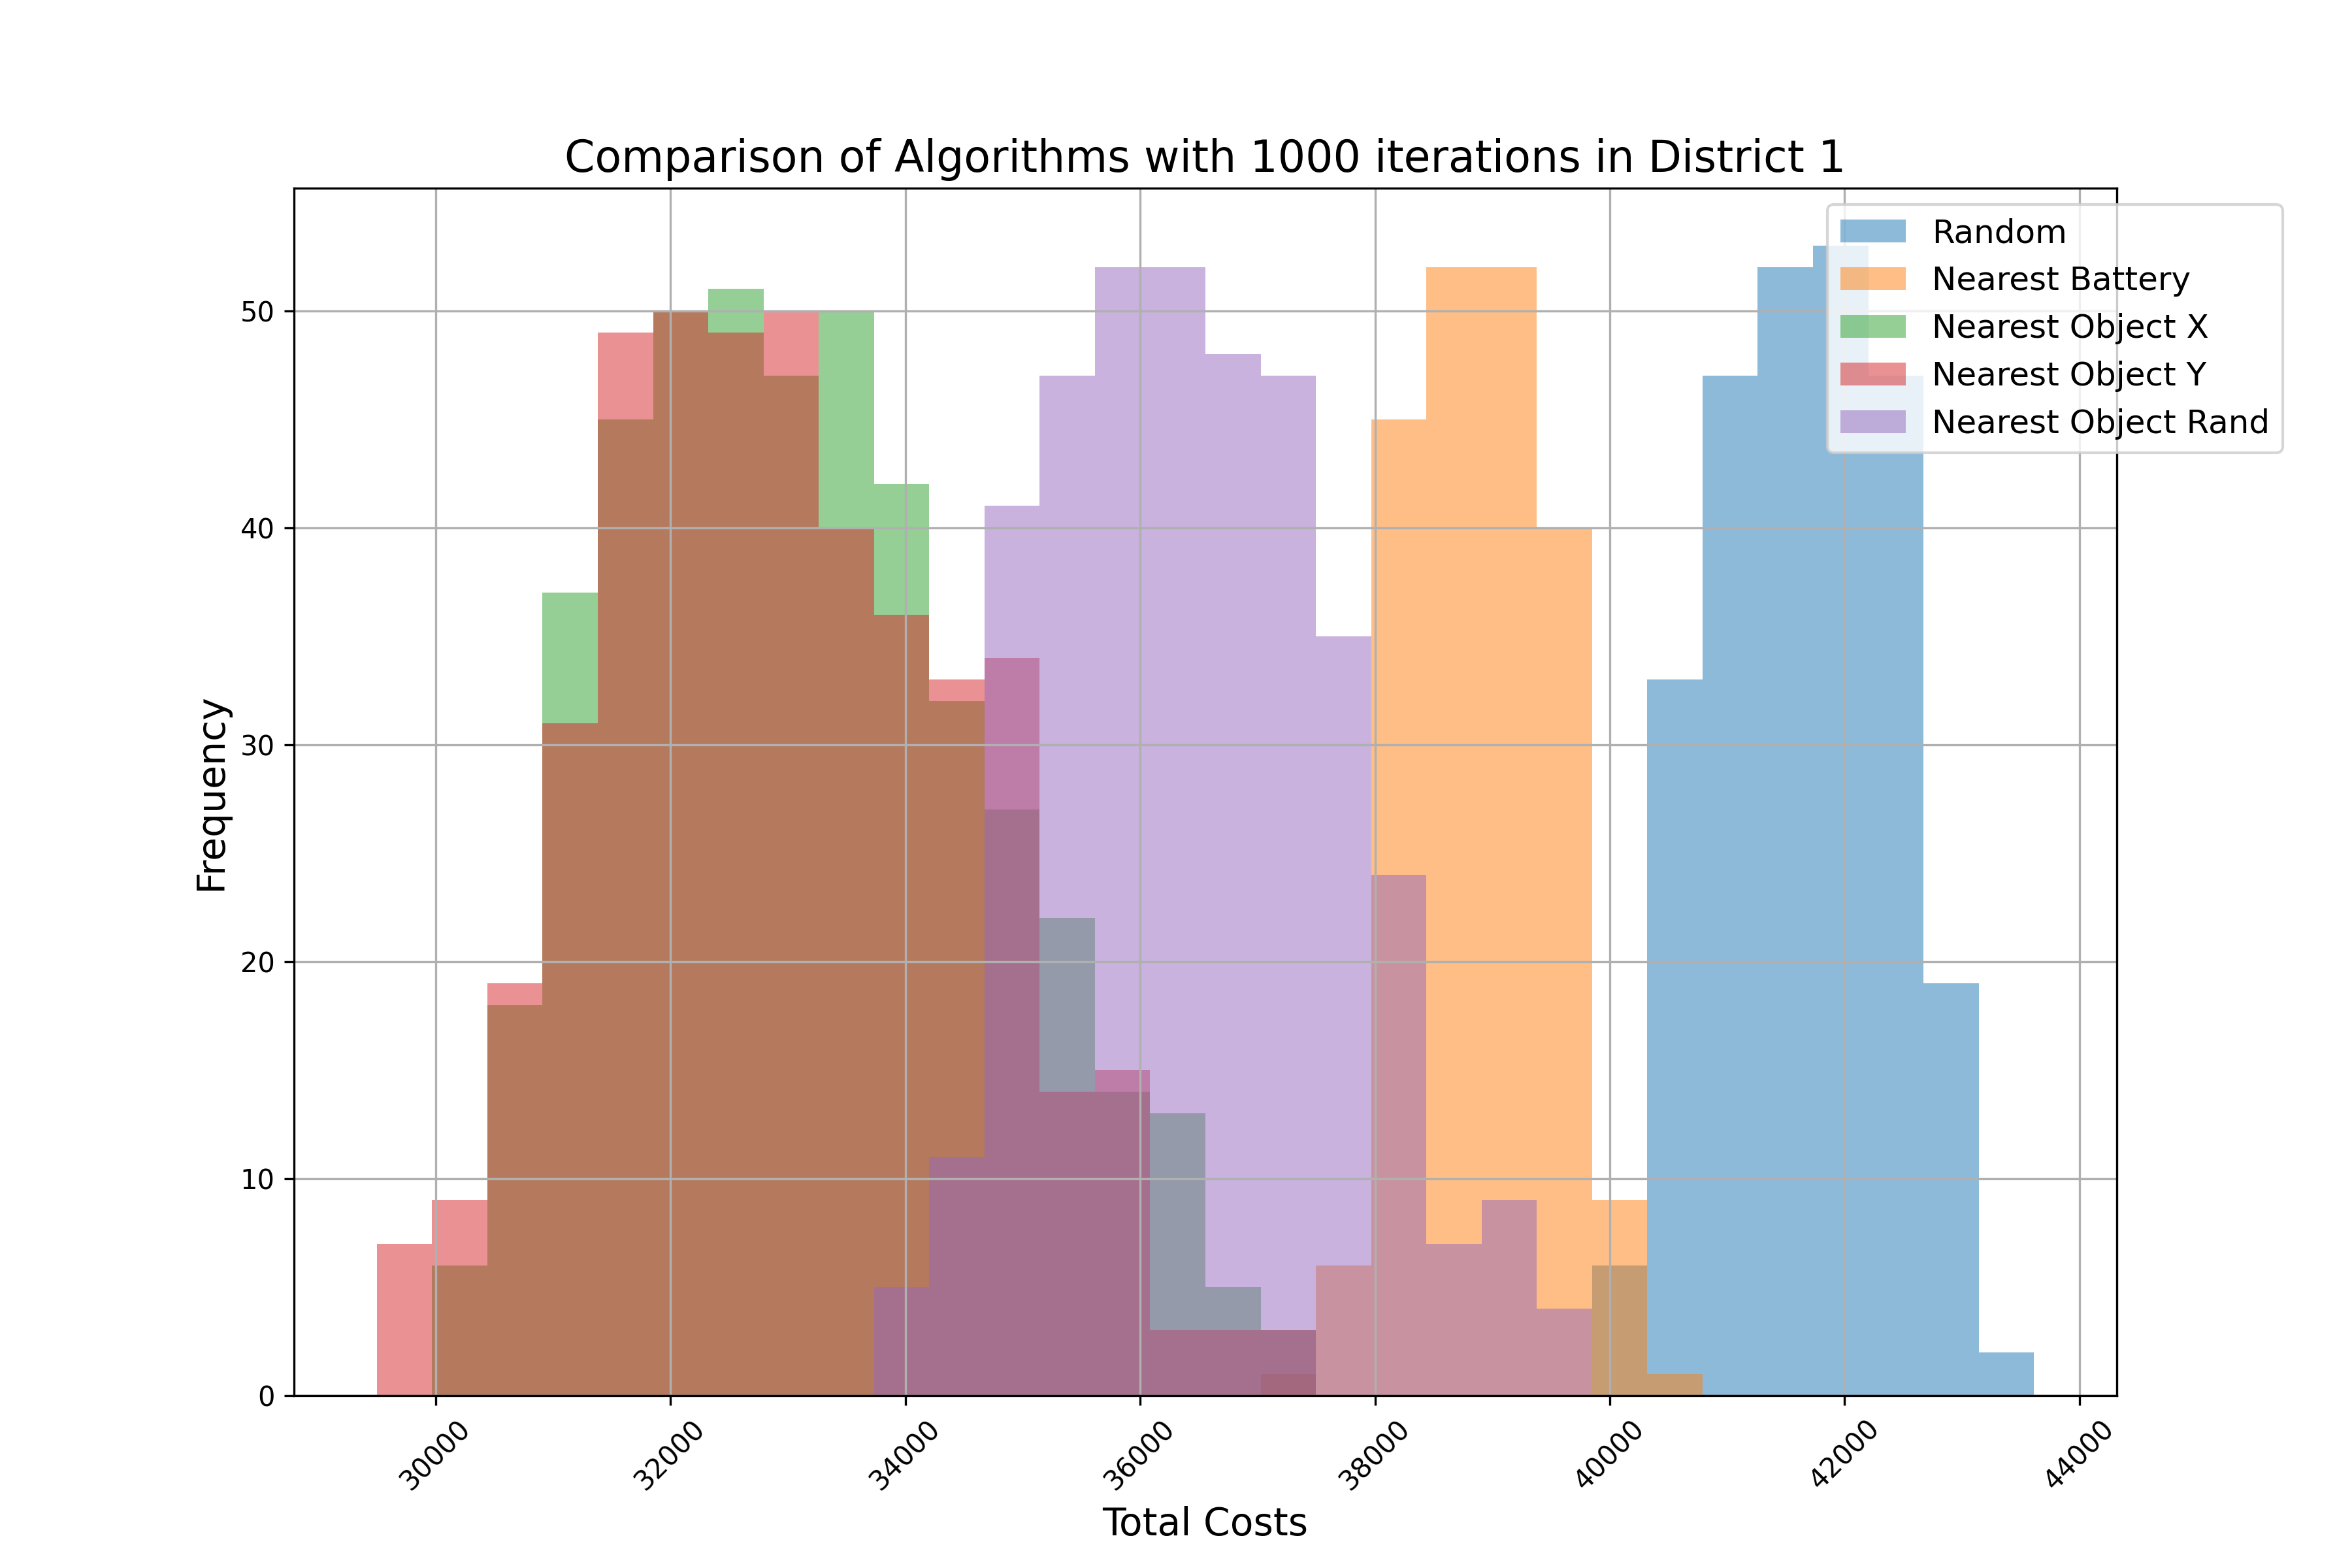 Comparison of Algorithms with 1000 iterations in District 1
Random
Nearest Battery
Nearest Object X
Nearest Object Y
Nearest Object Rand
50
40
30
20
10
0
Frequency
30000
32000
34000
36000
38000
40000
42000
44000
Total Costs